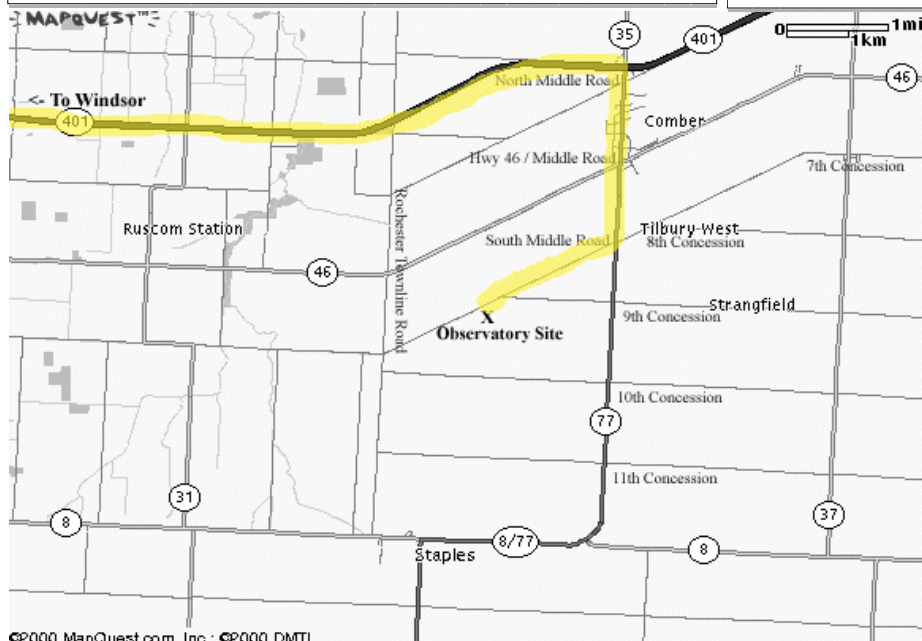 MAPQUEST™
0 1mi
1km
35
401
46
North Middle Road
<- To Windsor
401
Comber
Hwy 46 / Middle Road
7th Concession
Rochester Townline Road
Ruscom Station
Tilbury-West
South Middle Road
8th Concession
46
Strangfield
X
9th Concession
Observatory Site
10th Concession
77
11th Concession
31
37
8
8/77
8
Staples
©2000 MapQuest.com, Inc.; ©2000 DMTI